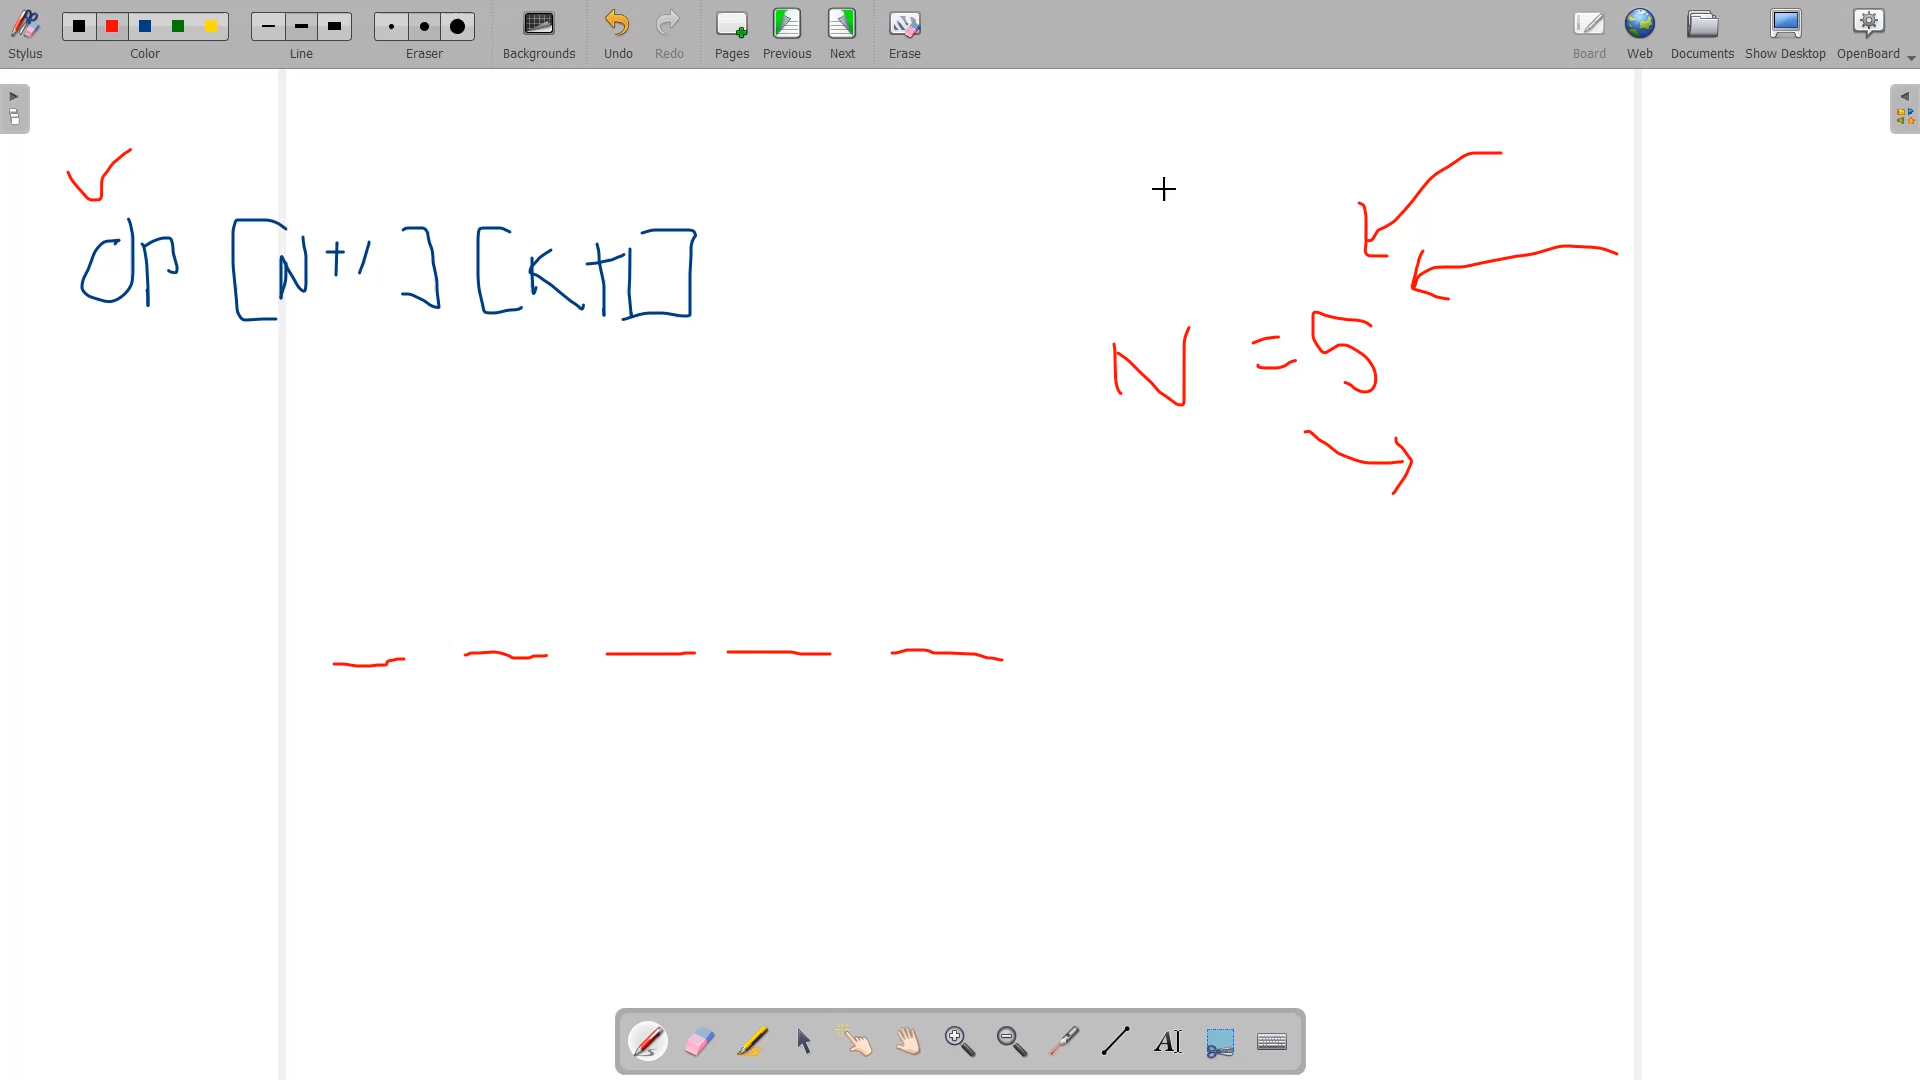 Stylus Color Line Eraser Backgrounds Undo Redo Pages Previous Next Erase Board Web Documents Show Desktop OpenBoard
dp [N+1] [K+1]
N = 5